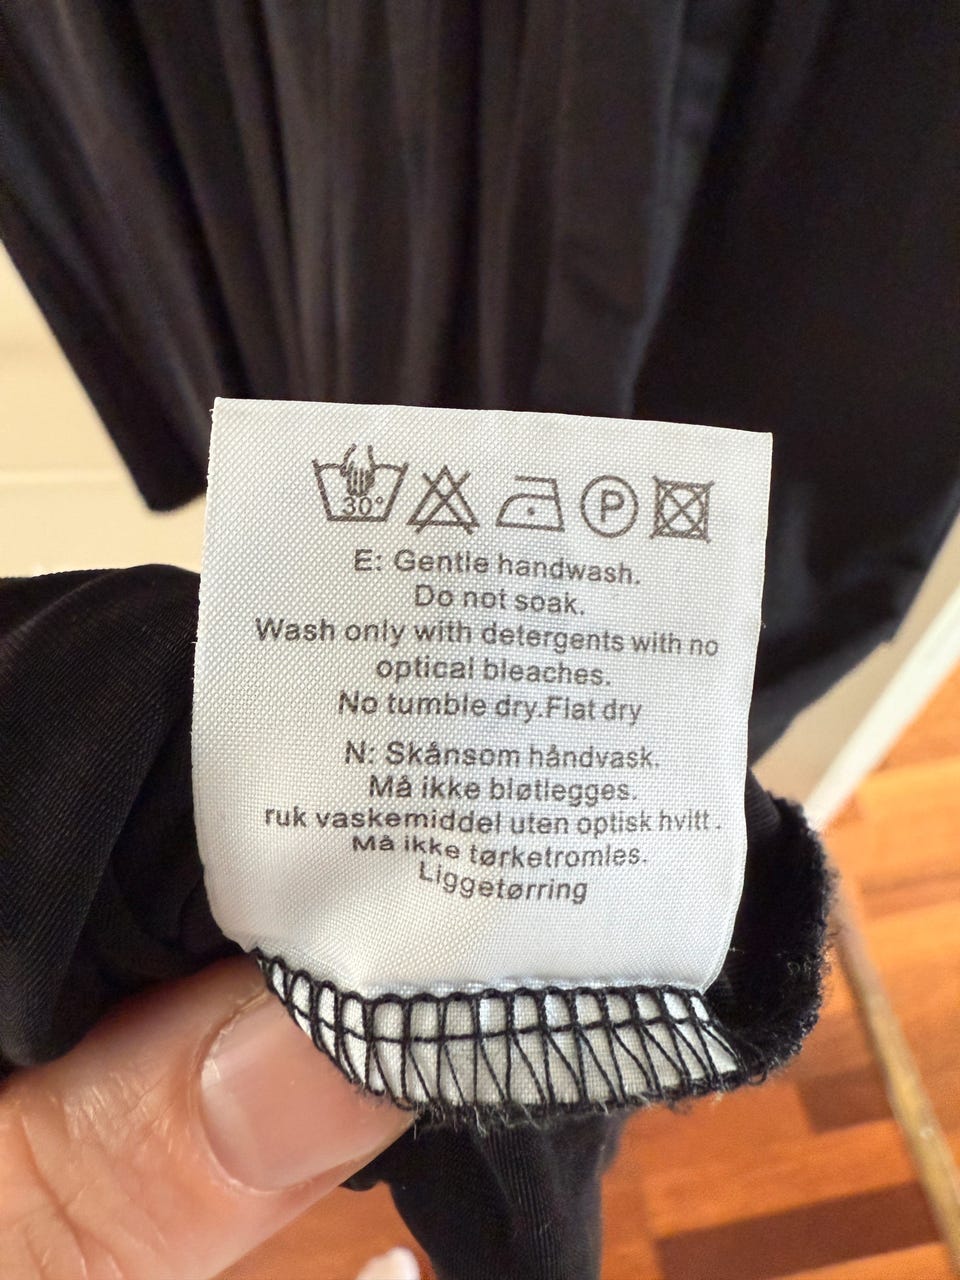 30°
P
E: Gentle handwash.
Do not soak.
Wash only with detergents with no
optical bleaches.
No tumble dry.Flat dry
N: Skånsom håndvask.
Må ikke bløtlegges.
ruk vaskemiddel uten optisk hvitt.
Må ikke tørketromles.
Liggetørring